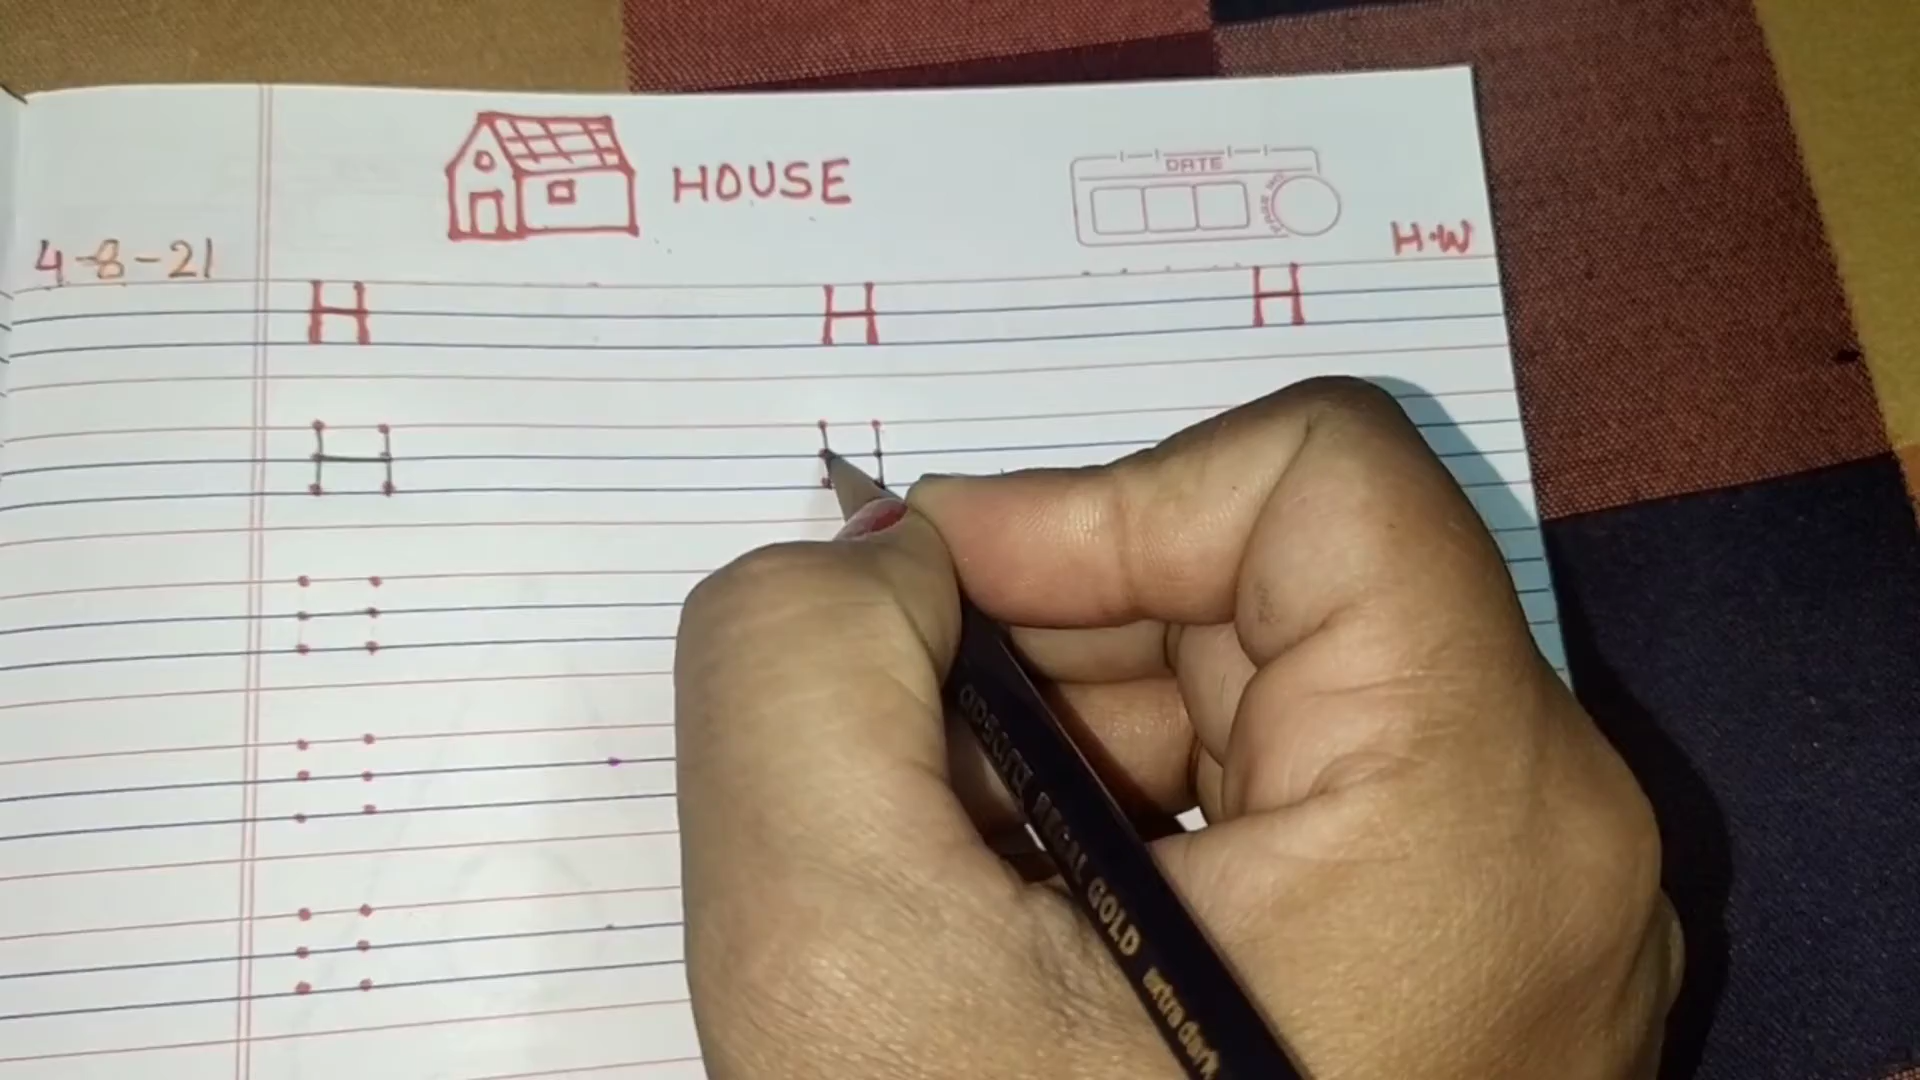 HOUSE
DATE
H.W
4-8-21
H H H
H H
apsara REGAL GOLD extra dark